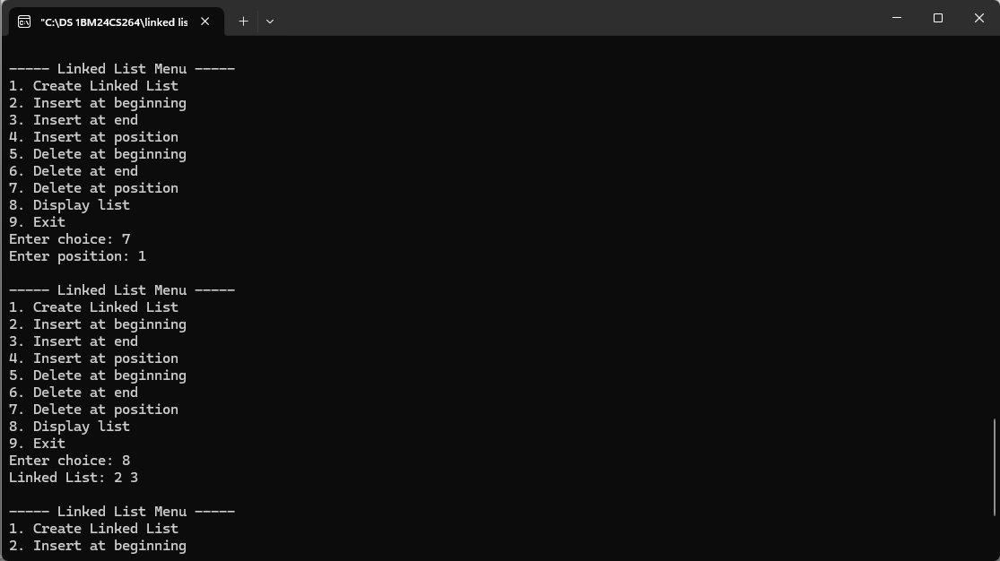 "C:\DS 1BM24CS264\linked lis
----- Linked List Menu -----
1. Create Linked List
2. Insert at beginning
3. Insert at end
4. Insert at position
5. Delete at beginning
6. Delete at end
7. Delete at position
8. Display list
9. Exit
Enter choice: 7
Enter position: 1
----- Linked List Menu -----
1. Create Linked List
2. Insert at beginning
3. Insert at end
4. Insert at position
5. Delete at beginning
6. Delete at end
7. Delete at position
8. Display list
9. Exit
Enter choice: 8
Linked List: 2 3
----- Linked List Menu -----
1. Create Linked List
2. Insert at beginning